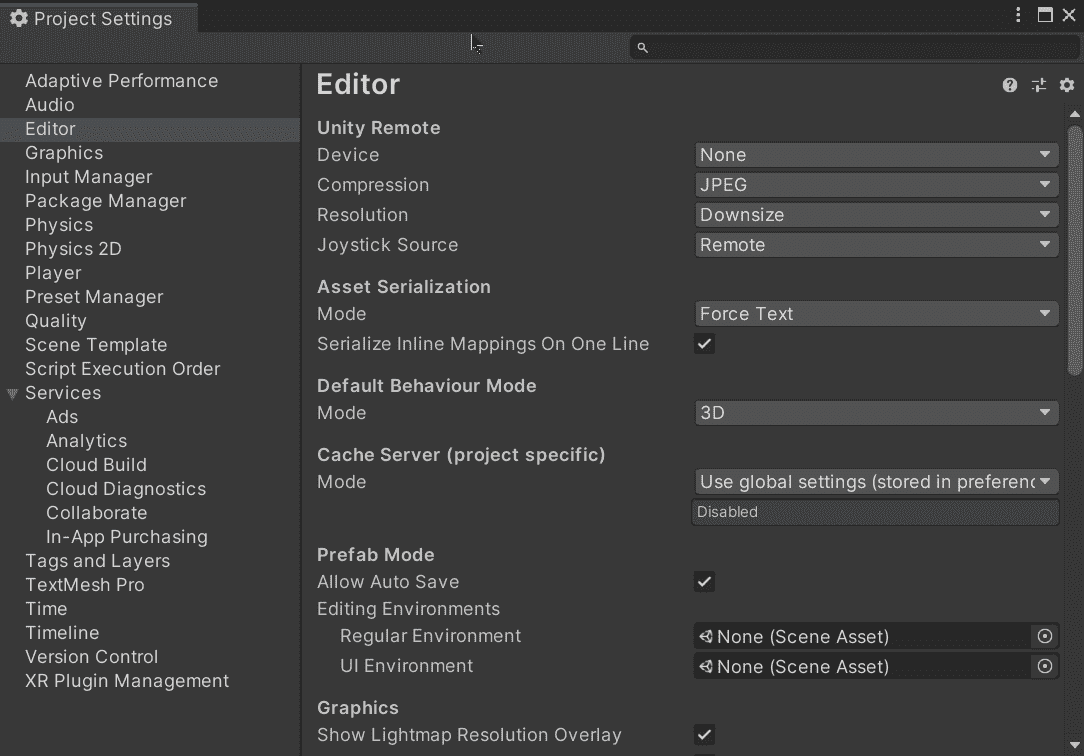 Project Settings
Adaptive Performance
Audio
Editor
Graphics
Input Manager
Package Manager
Physics
Physics 2D
Player
Preset Manager
Quality
Scene Template
Script Execution Order
Services
Ads
Analytics
Cloud Build
Cloud Diagnostics
Collaborate
In-App Purchasing
Tags and Layers
TextMesh Pro
Time
Timeline
Version Control
XR Plugin Management
Editor
Unity Remote
Device None
Compression JPEG
Resolution Downsize
Joystick Source Remote
Asset Serialization
Mode Force Text
Serialize Inline Mappings On One Line
Default Behaviour Mode
Mode 3D
Cache Server (project specific)
Mode Use global settings (stored in preferenc
Disabled
Prefab Mode
Allow Auto Save
Editing Environments
Regular Environment None (Scene Asset)
UI Environment None (Scene Asset)
Graphics
Show Lightmap Resolution Overlay